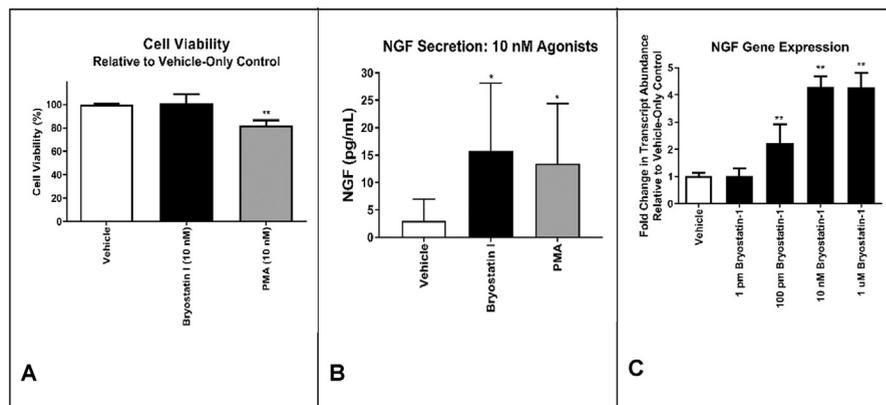 Cell Viability
Relative to Vehicle-Only Control
Cell Viability (%)
100
80
60
40
20
0
**
Vehicle
Bryostatin I (10 nM)
PMA (10 nM)
A
NGF Secretion: 10 nM Agonists
NGF (pg/mL)
30
25
20
15
10
5
0
*
*
Vehicle
Bryostatin I
PMA
B
NGF Gene Expression
Fold Change in Transcript Abundance
Relative to Vehicle-Only Control
5
4
3
2
1
0
**
**
**
Vehicle
1 pm Bryostatin-1
100 pm Bryostatin-1
10 nM Bryostatin-1
1 uM Bryostatin-1
C